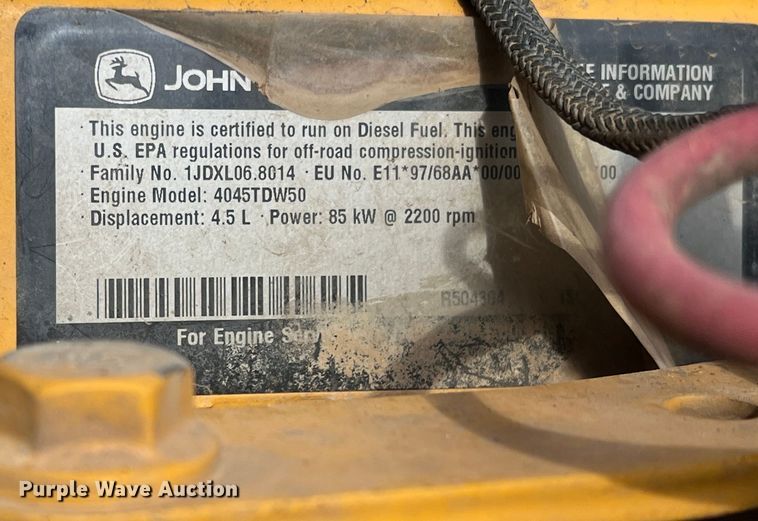 JOHN
INFORMATION
& COMPANY
· This engine is certified to run on Diesel Fuel. This eng
U.S. EPA regulations for off-road compression-ignition
· Family No. 1JDXL06.8014 · EU No. E11*97/68AA*00/00 00
· Engine Model: 4045TDW50
· Displacement: 4.5 L · Power: 85 kW @ 2200 rpm
For Engine Ser
Purple Wave Auction